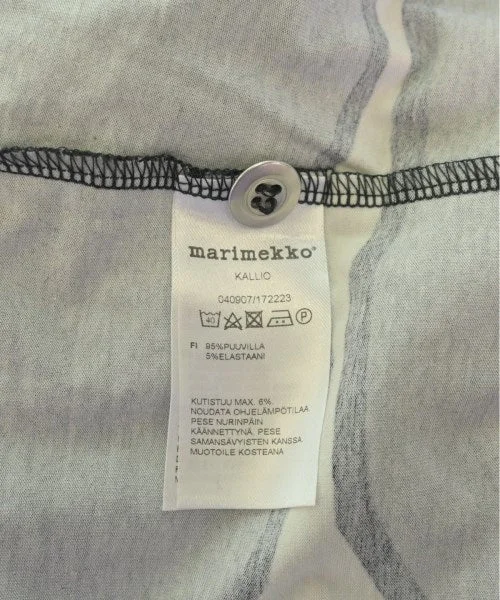 marimekko®
KALLIO
040907/172223
40 P
FI 95%PUUVILLA
5%ELASTAANI
KUTISTUU MAX. 6%.
NOUDATA OHJELÄMPÖTILAA
PESE NURINPÄIN
KÄÄNNETTYNÄ. PESE
SAMANSÄVYISTEN KANSSA
MUOTOILE KOSTEANA